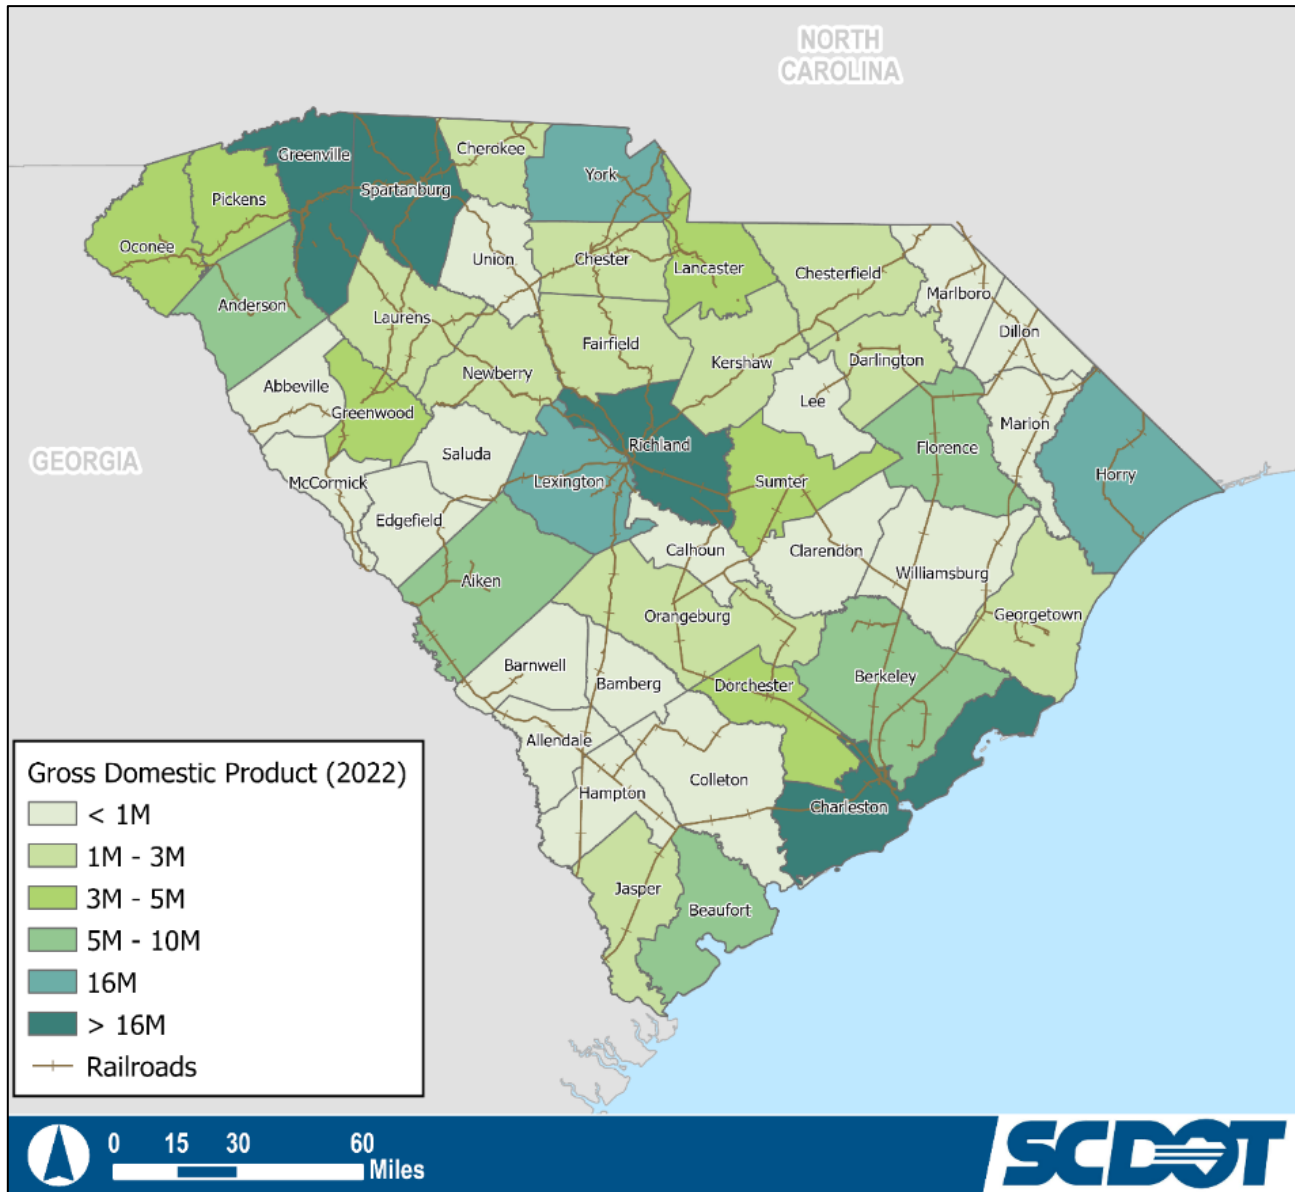 NORTH
CAROLINA
Cherokee
Greenville
York
Spartanburg
Pickens
Oconee
Union
Chester
Lancaster
Chesterfield
Marlboro
Anderson
Laurens
Dillon
Fairfield
Kershaw
Darlington
Newberry
Abbeville
Lee
Greenwood
Marion
Richland
Florence
Saluda
GEORGIA
McCormick
Lexington
Sumter
Horry
Edgefield
Calhoun
Clarendon
Williamsburg
Aiken
Orangeburg
Georgetown
Barnwell
Bamberg
Dorchester
Berkeley
Allendale
Colleton
Hampton
Charleston
Jasper
Beaufort
Gross Domestic Product (2022)
< 1M
1M - 3M
3M - 5M
5M - 10M
16M
> 16M
Railroads
0 15 30 60
Miles
SCDOT